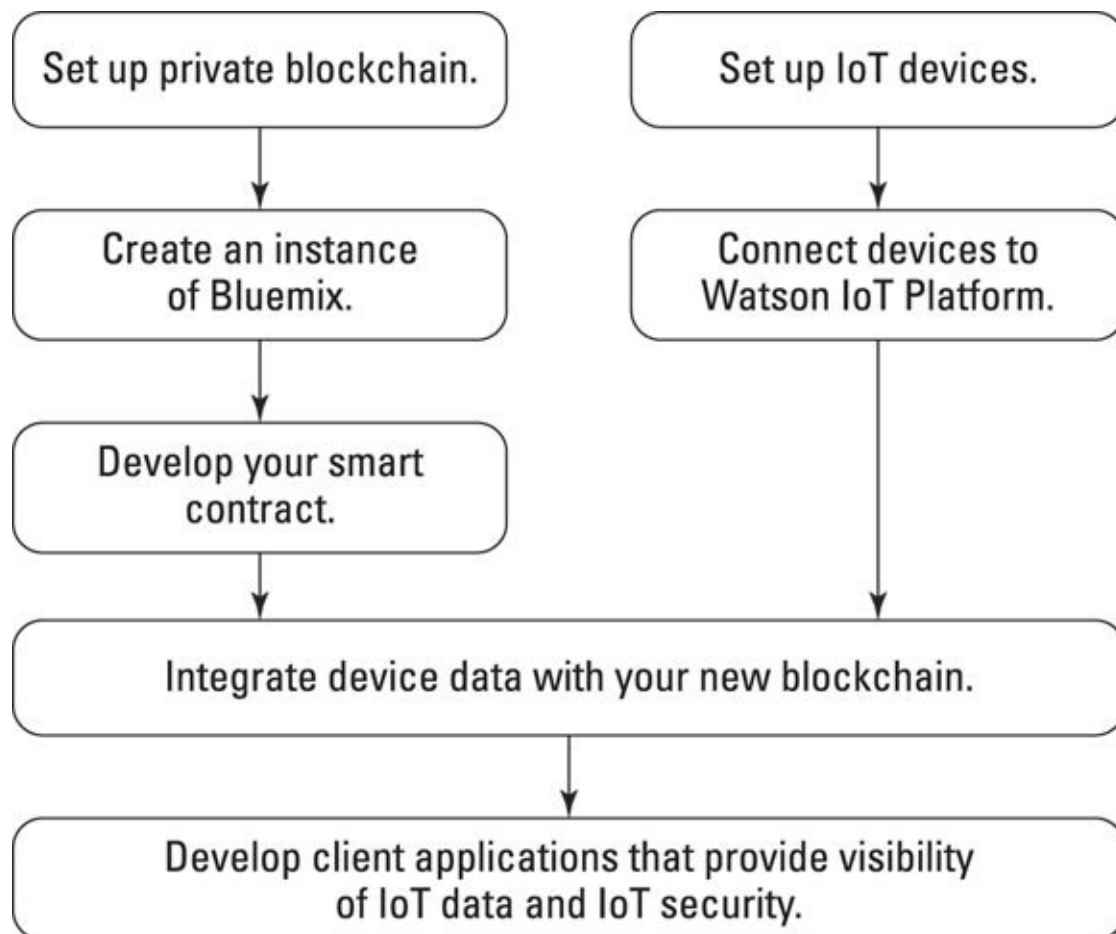 Set up private blockchain.
Set up IoT devices.
Create an instance
of Bluemix.
Connect devices to
Watson IoT Platform.
Develop your smart
contract.
Integrate device data with your new blockchain.
Develop client applications that provide visibility
of IoT data and IoT security.